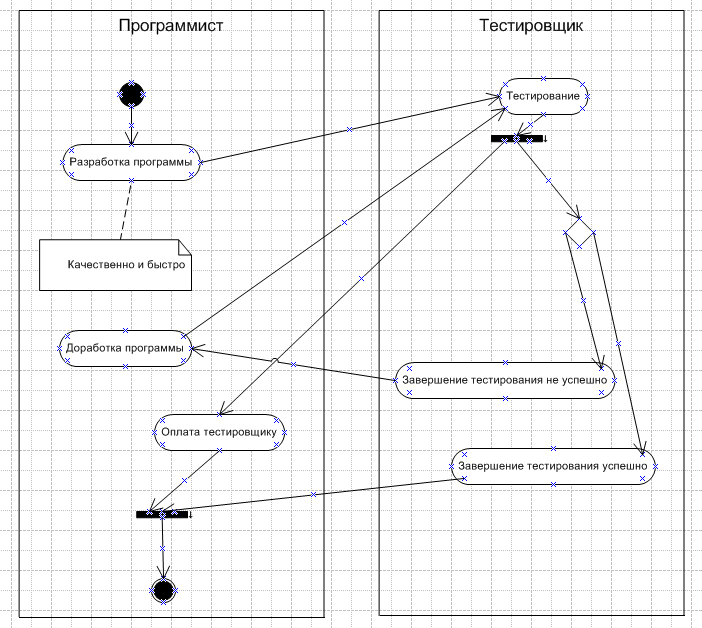 Программист
Тестировщик
Тестирование
Разработка программы
Качественно и быстро
Доработка программы
Завершение тестирования не успешно
Оплата тестировщику
Завершение тестирования успешно